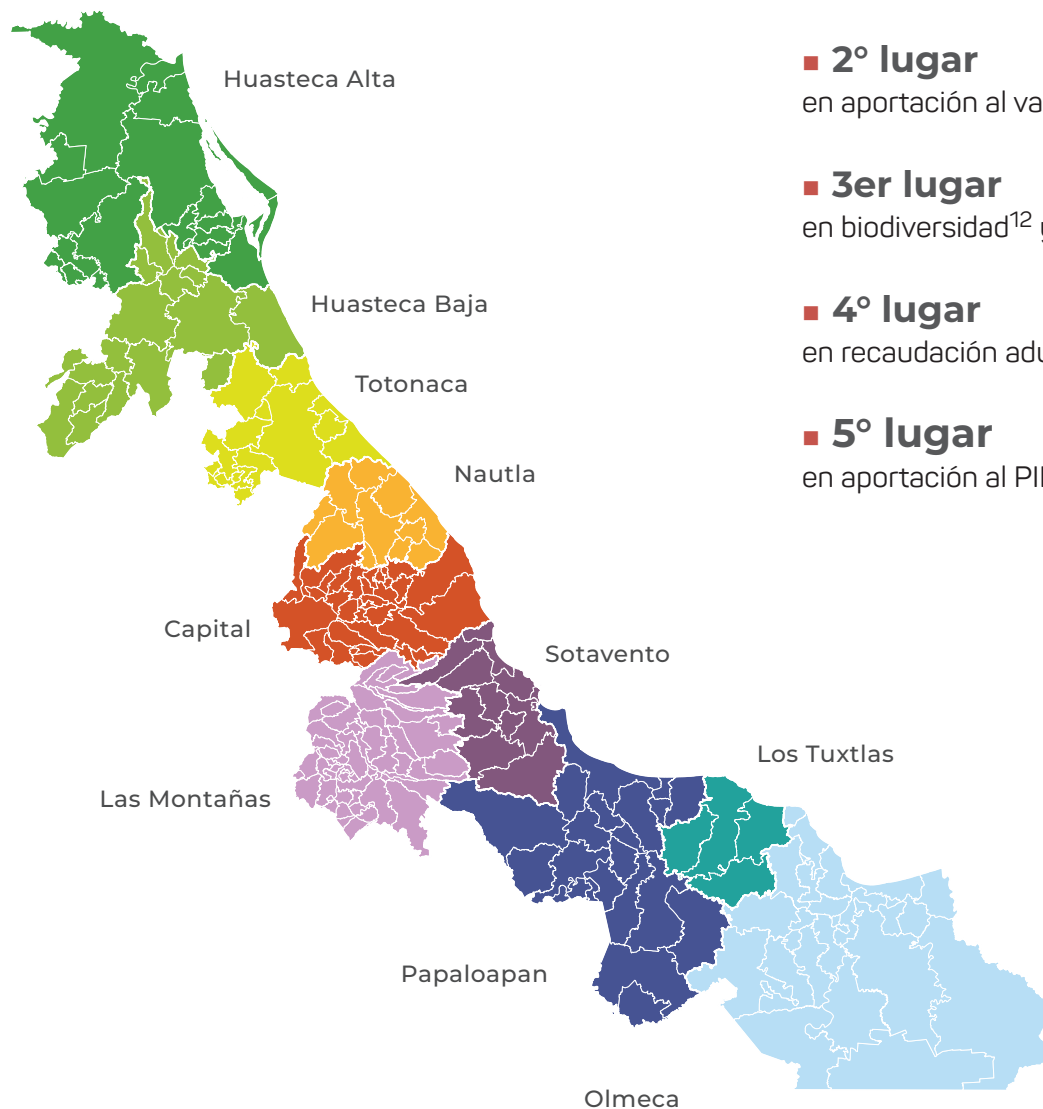 Huasteca Alta
Huasteca Baja
Totonaca
Nautla
Capital
Sotavento
Los Tuxtlas
Las Montañas
Papaloapan
Olmeca
■ 2° lugar
en aportación al va
■ 3er lugar
en biodiversidad¹²
■ 4° lugar
en recaudación adu
■ 5° lugar
en aportación al PI